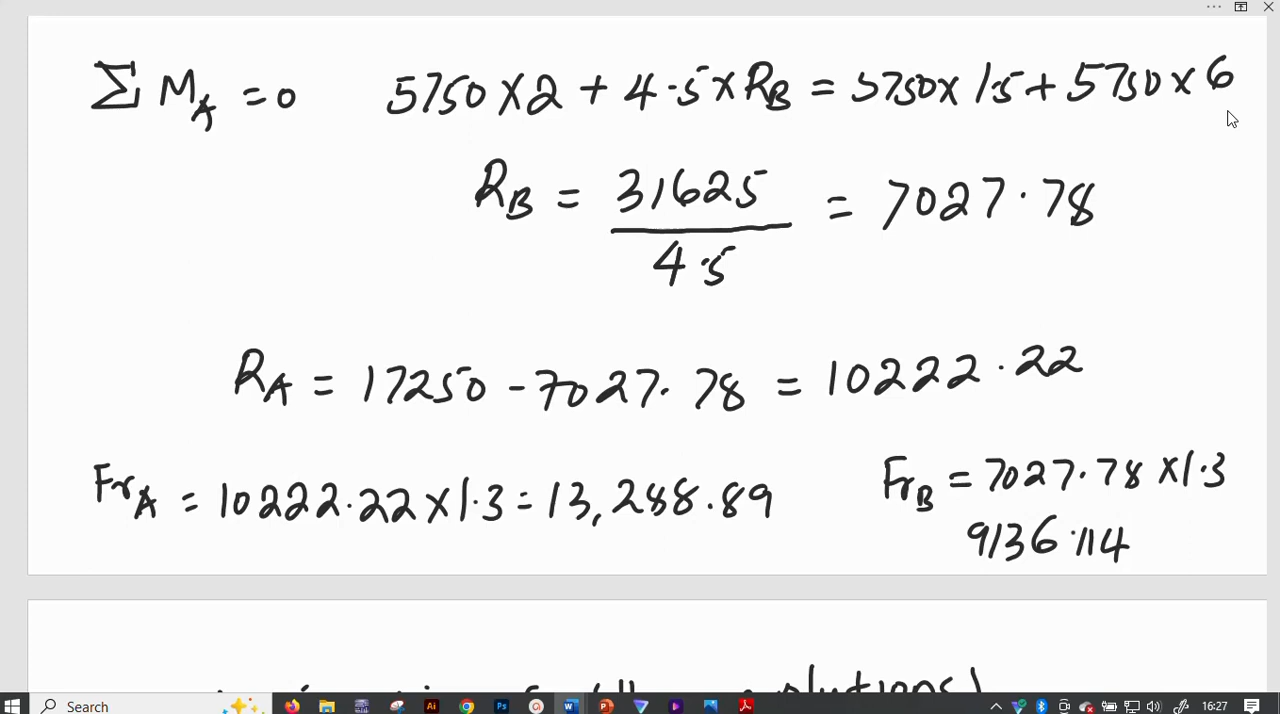 ∑ M_A = 0 5750 × 2 + 4.5 × R_B = 5750 × 1.5 + 5750 × 6
R_B = 31625 / 4.5 = 7027.78
R_A = 17250 - 7027.78 = 10222.22
Fr_A = 10222.22 × 1.3 = 13,288.89 Fr_B = 7027.78 × 1.3
9136.114
Search
16:27